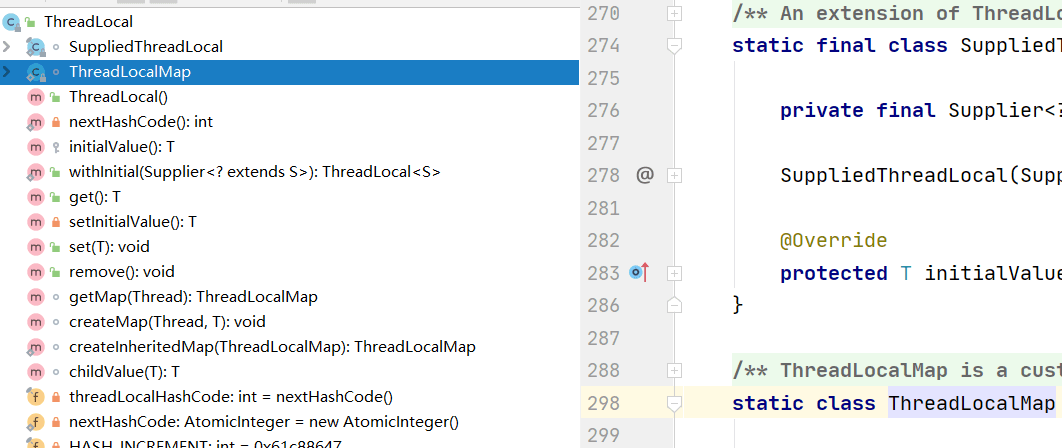 ThreadLocal
SuppliedThreadLocal
ThreadLocalMap
ThreadLocal()
nextHashCode(): int
initialValue(): T
withInitial(Supplier<? extends S>): ThreadLocal<S>
get(): T
setInitialValue(): T
set(T): void
remove(): void
getMap(Thread): ThreadLocalMap
createMap(Thread, T): void
createInheritedMap(ThreadLocalMap): ThreadLocalMap
childValue(T): T
threadLocalHashCode: int = nextHashCode()
nextHashCode: AtomicInteger = new AtomicInteger()
HASH_INCREMENT: int = 0x61c88647
270 /** An extension of ThreadLo
274 static final class SuppliedT
275
276 private final Supplier<?
277
278 @ SuppliedThreadLocal(Supp
281
282 @Override
283 protected T initialValue
286 }
287
288 /** ThreadLocalMap is a cust
298 static class ThreadLocalMap
299